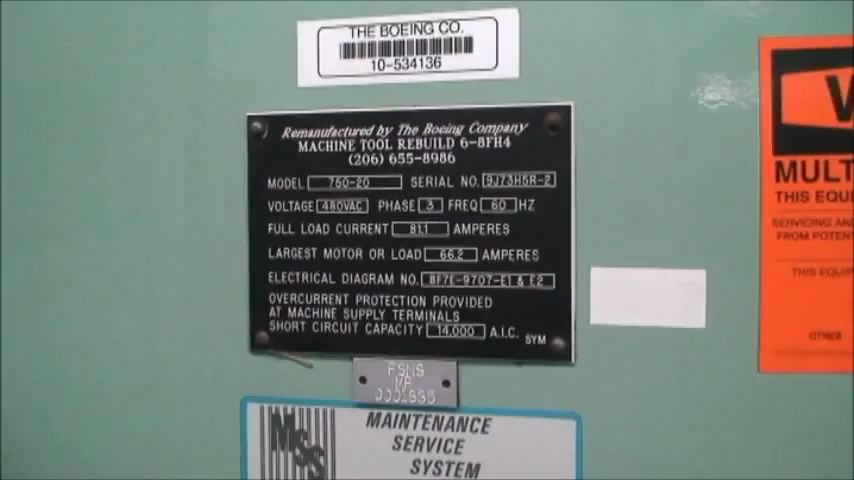 THE BOEING CO.
10-534136
Remanufactured by The Boeing Company
MACHINE TOOL REBUILD 6-8FH4
(206) 655-8986
MODEL 750-20 SERIAL NO. 9J73H5R-2
VOLTAGE 480VAC PHASE 3 FREQ 60 HZ
FULL LOAD CURRENT 81.1 AMPERES
LARGEST MOTOR OR LOAD 66.2 AMPERES
ELECTRICAL DIAGRAM NO. 8F7E-9707-E1 & E2
OVERCURRENT PROTECTION PROVIDED
AT MACHINE SUPPLY TERMINALS
SHORT CIRCUIT CAPACITY 14,000 A.I.C.
SYM
MSS
MAINTENANCE
SERVICE
SYSTEM
MULT
THIS EQUI
SERVICING AN
FROM POTEN
THIS EQUIP
OTHER